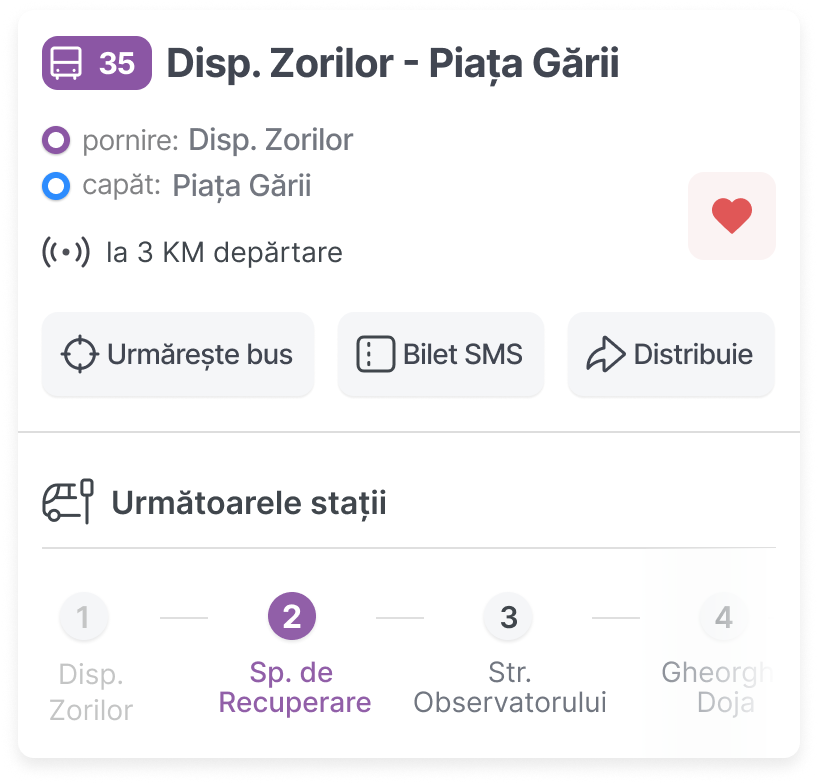 35 Disp. Zorilor - Piața Gării
pornire: Disp. Zorilor
capăt: Piața Gării
la 3 KM depărtare
Urmărește bus
Bilet SMS
Distribuie
Următoarele stații
1
Disp.
Zorilor
2
Sp. de
Recuperare
3
Str.
Observatorului
4
Gheorgh
Doja